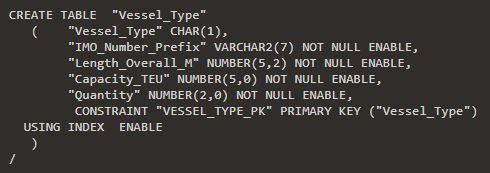 CREATE TABLE  "Vessel_Type"
   (    "Vessel_Type" CHAR(1),
        "IMO_Number_Prefix" VARCHAR2(7) NOT NULL ENABLE,
        "Length_Overall_M" NUMBER(5,2) NOT NULL ENABLE,
        "Capacity_TEU" NUMBER(5,0) NOT NULL ENABLE,
        "Quantity" NUMBER(2,0) NOT NULL ENABLE,
         CONSTRAINT "VESSEL_TYPE_PK" PRIMARY KEY ("Vessel_Type")
  USING INDEX  ENABLE
   )
/